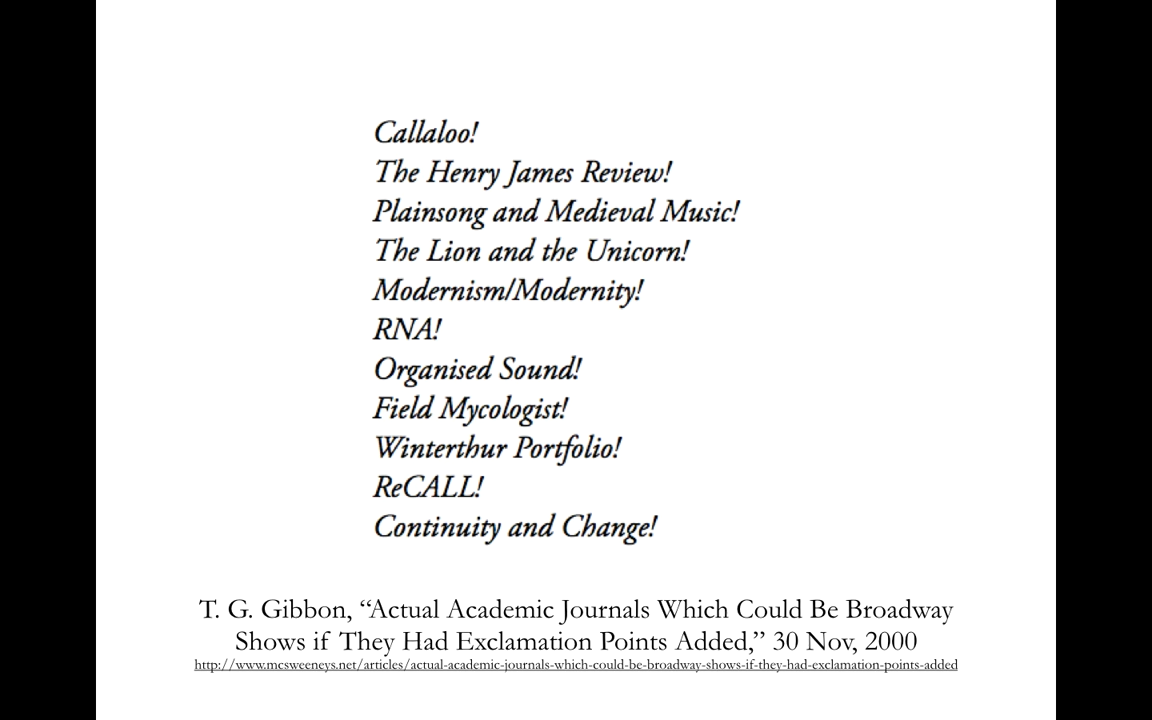 Callaloo!
The Henry James Review!
Plainsong and Medieval Music!
The Lion and the Unicorn!
Modernism/Modernity!
RNA!
Organised Sound!
Field Mycologist!
Winterthur Portfolio!
ReCALL!
Continuity and Change!
T. G. Gibbon, “Actual Academic Journals Which Could Be Broadway
Shows if They Had Exclamation Points Added,” 30 Nov, 2000
http://www.mcsweeneys.net/articles/actual-academic-journals-which-could-be-broadway-shows-if-they-had-exclamation-points-added